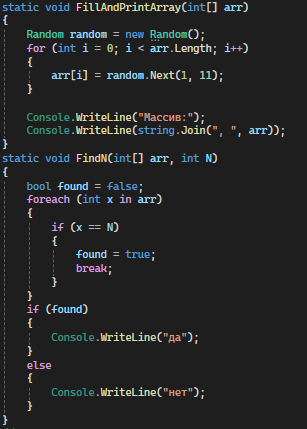 static void FillAndPrintArray(int[] arr)
{
    Random random = new Random();
    for (int i = 0; i < arr.Length; i++)
    {
        arr[i] = random.Next(1, 11);
    }

    Console.WriteLine("Массив:");
    Console.WriteLine(string.Join(", ", arr));
}
static void FindN(int[] arr, int N)
{
    bool found = false;
    foreach (int x in arr)
    {
        if (x == N)
        {
            found = true;
            break;
        }
    }
    if (found)
    {
        Console.WriteLine("да");
    }
    else
    {
        Console.WriteLine("нет");
    }
}